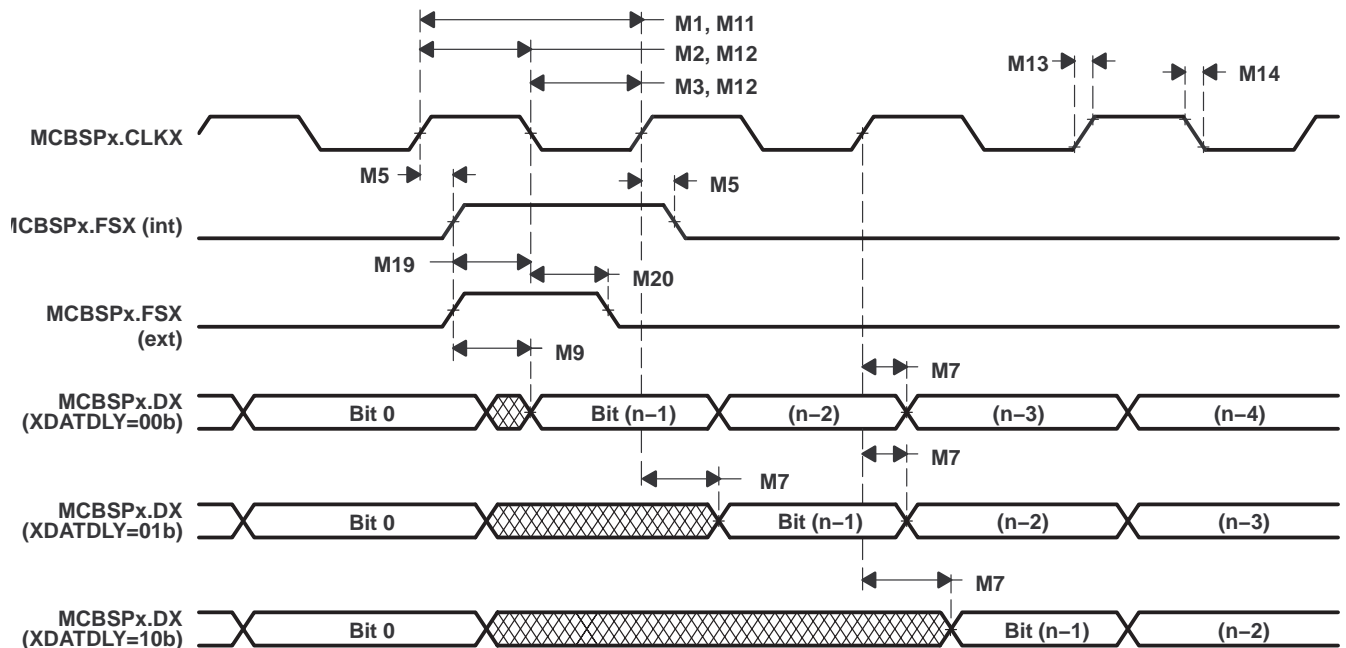 M1, M11
M2, M12
M3, M12
M13
M14
MCBSPx.CLKX
M5
M5
MCBSPx.FSX (int)
M19
M20
MCBSPx.FSX
(ext)
M9
M7
MCBSPx.DX
(XDATDLY=00b)
Bit 0
Bit (n−1)
(n−2)
(n−3)
(n−4)
M7
M7
MCBSPx.DX
(XDATDLY=01b)
Bit 0
Bit (n−1)
(n−2)
(n−3)
M7
MCBSPx.DX
(XDATDLY=10b)
Bit 0
Bit (n−1)
(n−2)